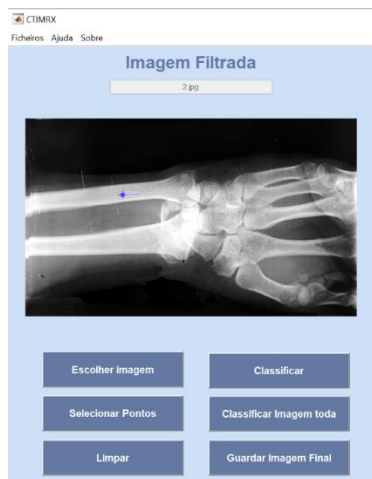 CTIMRX
Ficheiros Ajuda Sobre
Imagem Filtrada
2.jpg
Escolher imagem
Classificar
Selecionar Pontos
Classificar Imagem toda
Limpar
Guardar Imagem Final